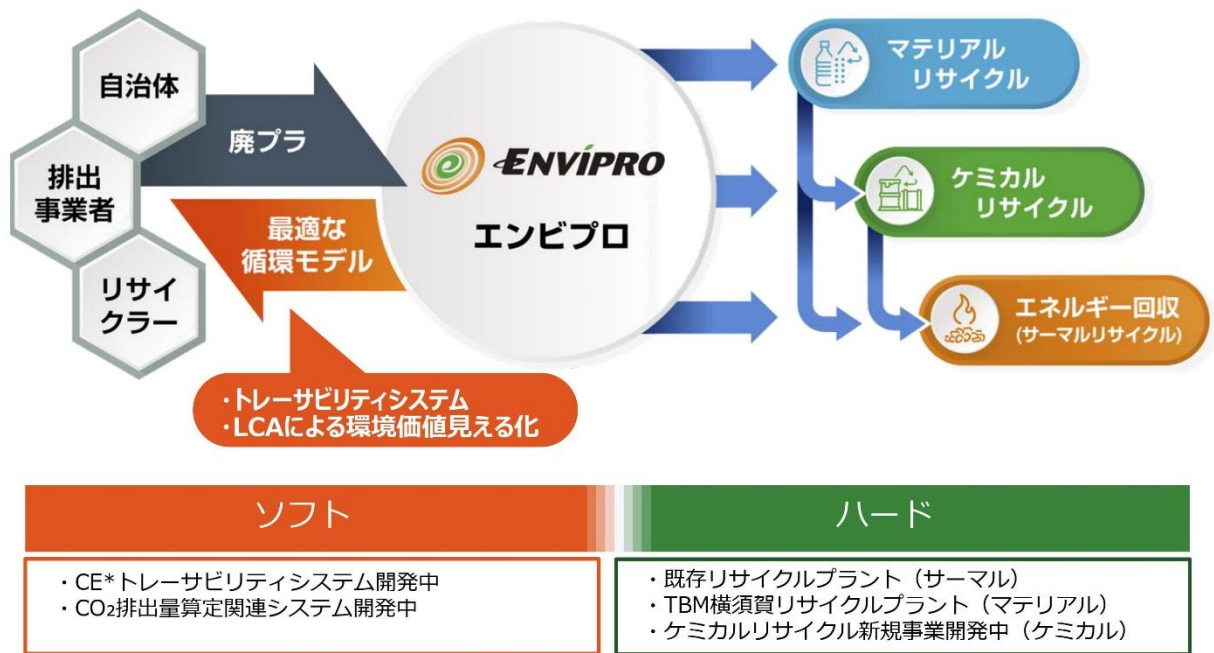 自治体
排出
事業者
リサイ
クラー
廃プラ
最適な
循環モデル
ENVIPRO
エンビプロ
マテリアル
リサイクル
ケミカル
リサイクル
エネルギー回収
(サーマルリサイクル)
・トレーサビリティシステム
・LCAによる環境価値見える化
ソフト
・CE*トレーサビリティシステム開発中
・CO₂排出量算定関連システム開発中
ハード
・既存リサイクルプラント（サーマル）
・TBM横須賀リサイクルプラント（マテリアル）
・ケミカルリサイクル新規事業開発中（ケミカル）